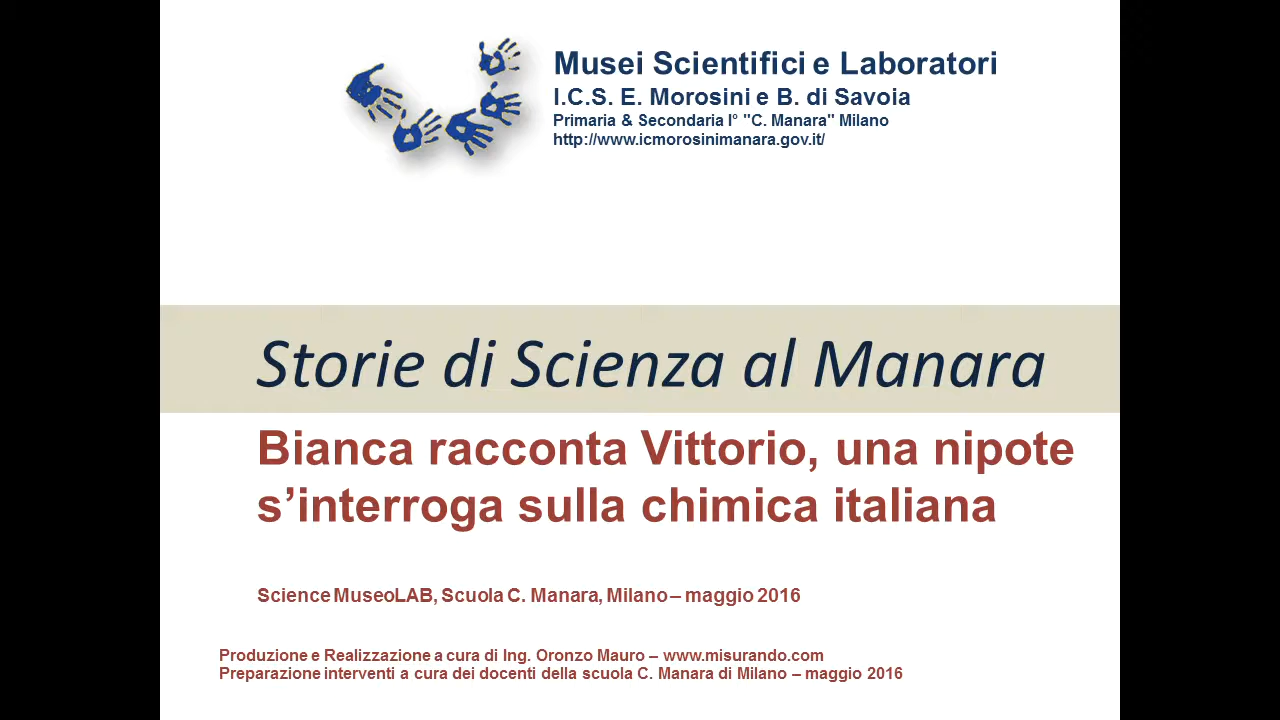 Musei Scientifici e Laboratori
I.C.S. E. Morosini e B. di Savoia
Primaria & Secondaria I° "C. Manara" Milano
http://www.icmorosinimanara.gov.it/
Storie di Scienza al Manara
Bianca racconta Vittorio, una nipote
s’interroga sulla chimica italiana
Science MuseoLAB, Scuola C. Manara, Milano – maggio 2016
Produzione e Realizzazione a cura di Ing. Oronzo Mauro – www.misurando.com
Preparazione interventi a cura dei docenti della scuola C. Manara di Milano – maggio 2016